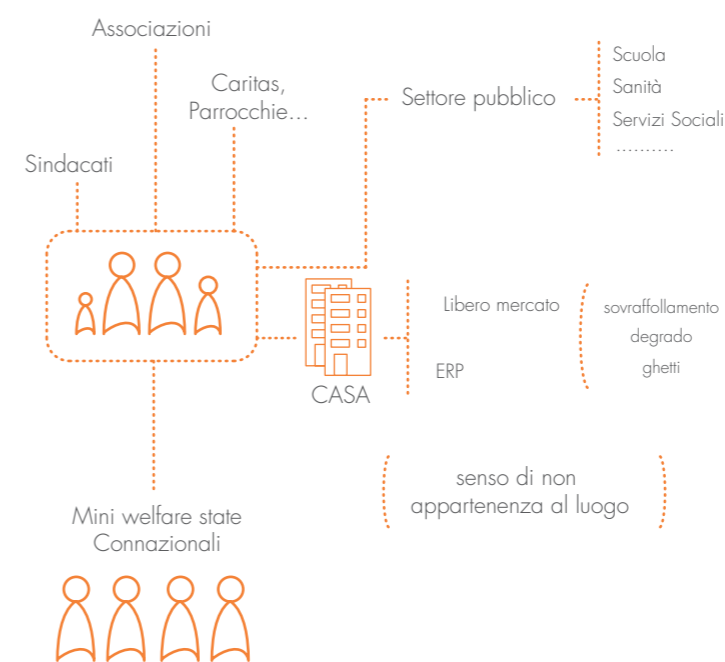 Associazioni
Caritas,
Parrocchie...
Sindacati
Settore pubblico
Scuola
Sanità
Servizi Sociali
..........
CASA
Libero mercato
ERP
sovraffollamento
degrado
ghetti
senso di non
appartenenza al luogo
Mini welfare state
Connazionali